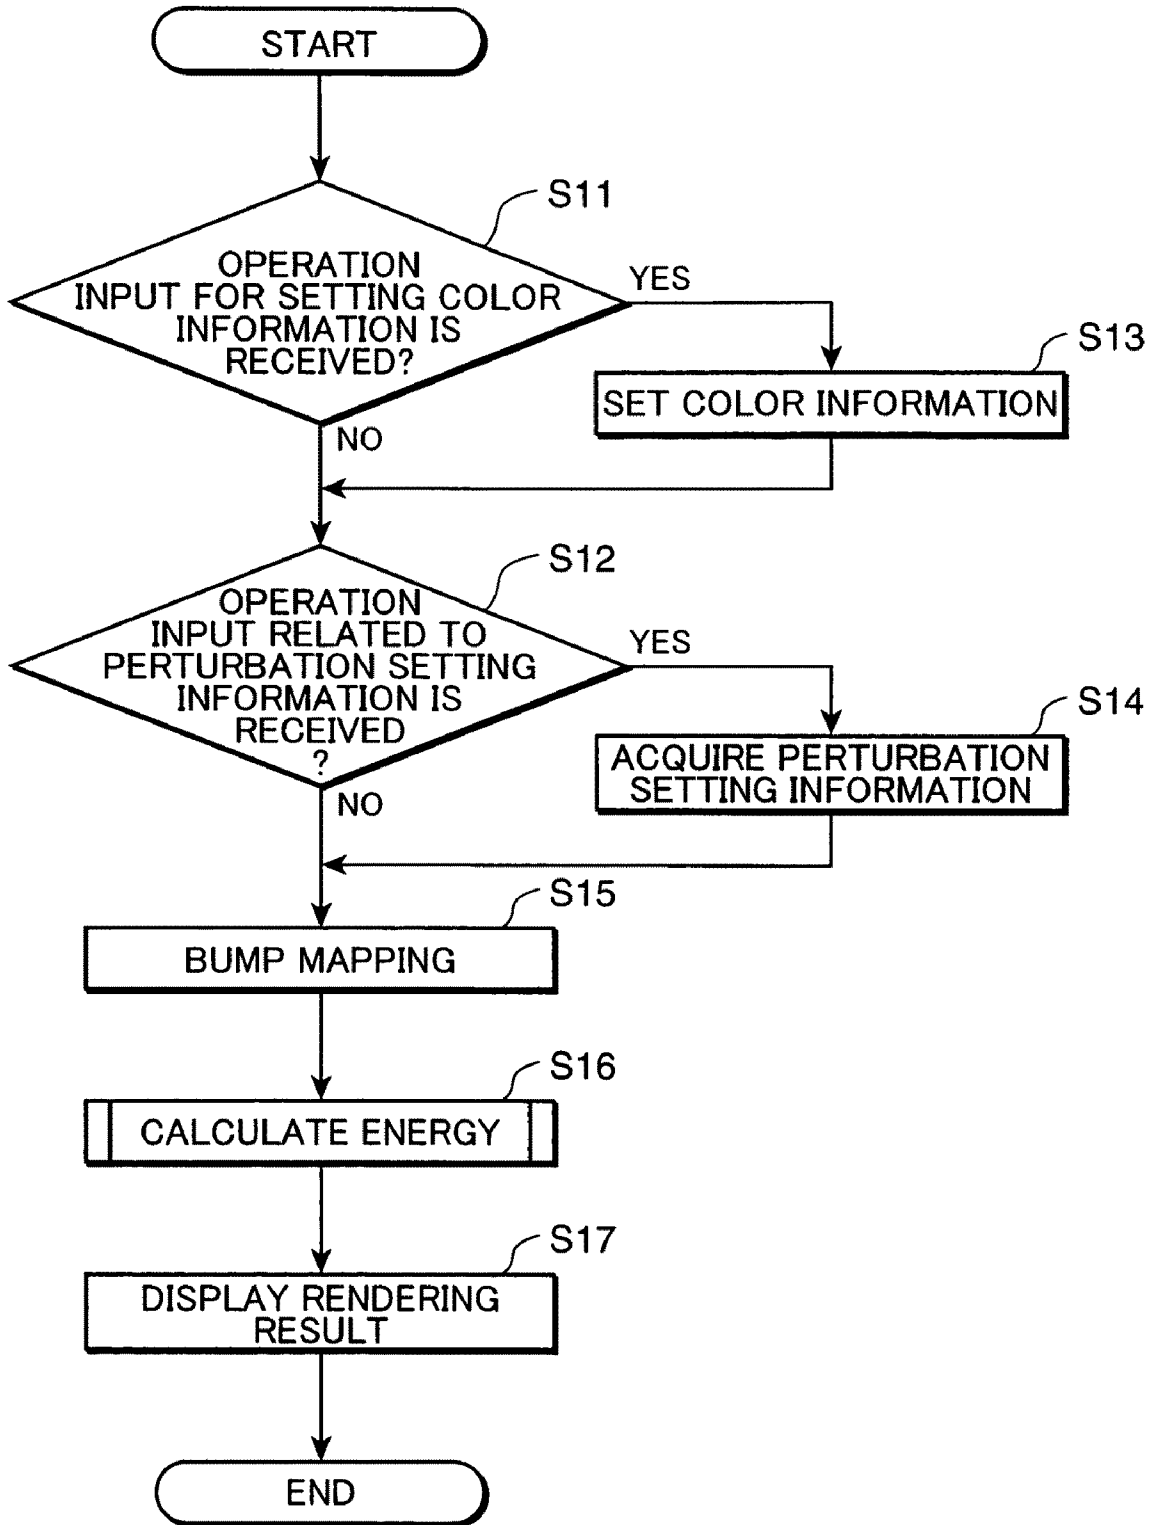 START
S11
OPERATION
INPUT FOR SETTING COLOR
INFORMATION IS
RECEIVED?
YES
S13
SET COLOR INFORMATION
NO
S12
OPERATION
INPUT RELATED TO
PERTURBATION SETTING
INFORMATION IS
RECEIVED
?
YES
S14
ACQUIRE PERTURBATION
SETTING INFORMATION
NO
S15
BUMP MAPPING
S16
CALCULATE ENERGY
S17
DISPLAY RENDERING
RESULT
END